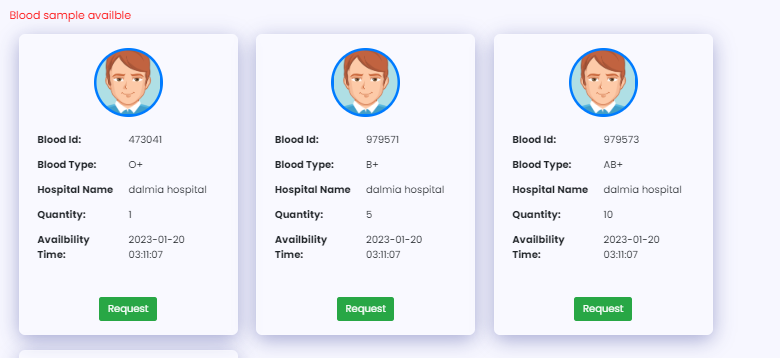 Blood sample availble
Blood Id: 473041
Blood Type: O+
Hospital Name dalmia hospital
Quantity: 1
Availbility Time: 2023-01-20 03:11:07
Request
Blood Id: 979571
Blood Type: B+
Hospital Name dalmia hospital
Quantity: 5
Availbility Time: 2023-01-20 03:11:07
Request
Blood Id: 979573
Blood Type: AB+
Hospital Name dalmia hospital
Quantity: 10
Availbility Time: 2023-01-20 03:11:07
Request